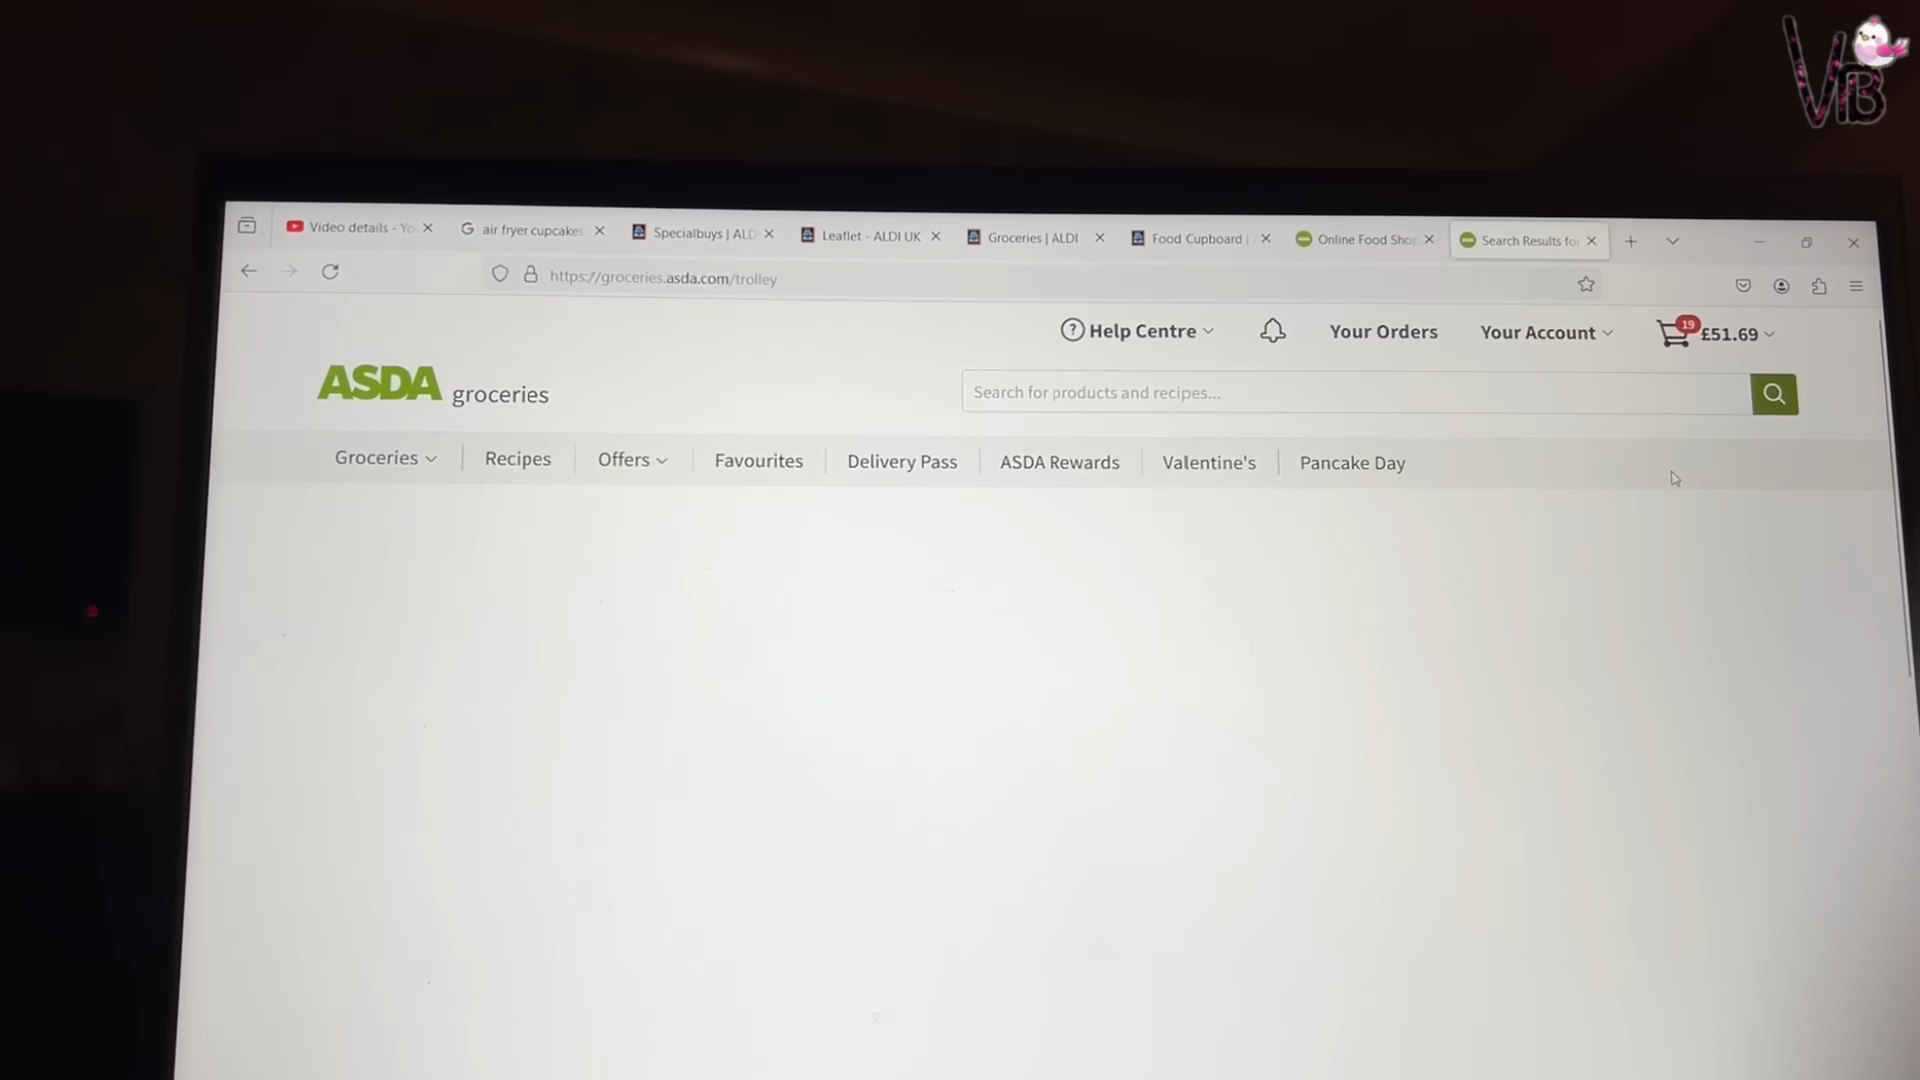 VB
Video details - Yo
air fryer cupcakes
Specialbuys | ALD
Leaflet - ALDI UK
Groceries | ALDI
Food Cupboard |
Online Food Shop
Search Results fo
https://groceries.asda.com/trolley
Help Centre
Your Orders
Your Account
19
£51.69
ASDA groceries
Search for products and recipes...
Groceries
Recipes
Offers
Favourites
Delivery Pass
ASDA Rewards
Valentine's
Pancake Day